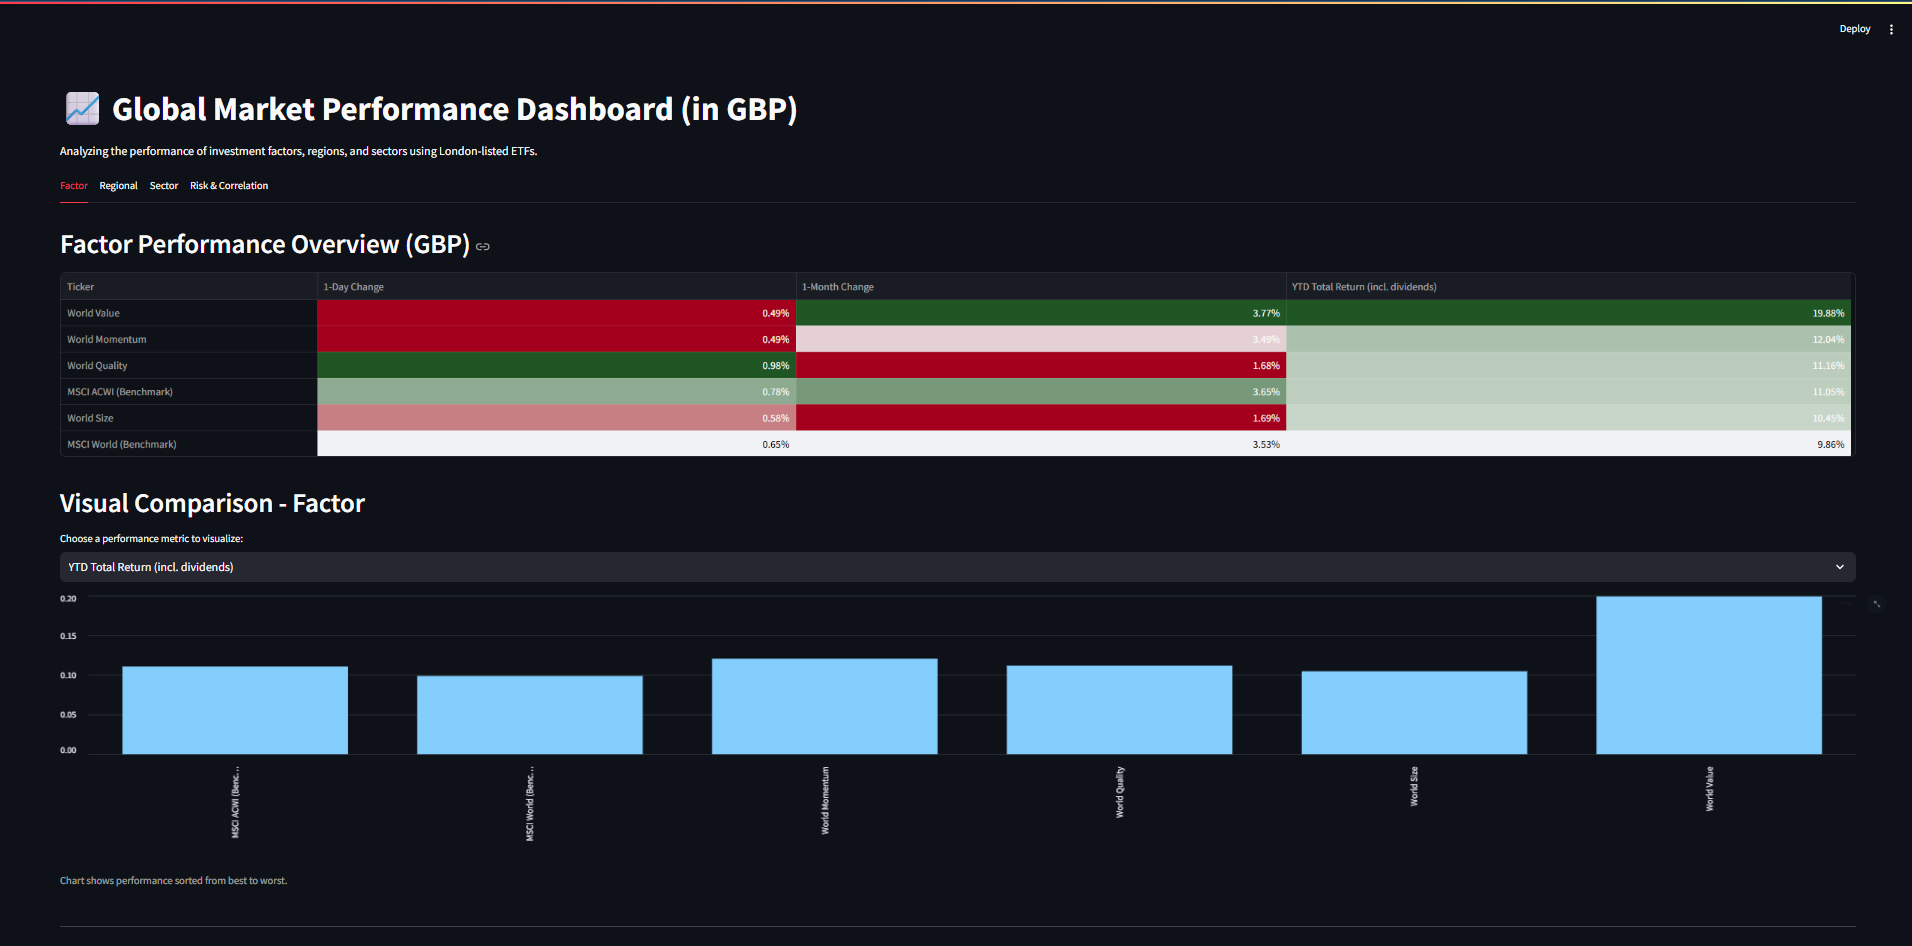 Deploy
Global Market Performance Dashboard (in GBP)
Analyzing the performance of investment factors, regions, and sectors using London-listed ETFs.
Factor Regional Sector Risk & Correlation
Factor Performance Overview (GBP)
Ticker 1-Day Change 1-Month Change YTD Total Return (incl. dividends)
World Value 0.49% 3.77% 19.88%
World Momentum 0.49% 3.49% 12.04%
World Quality 0.98% 1.68% 11.16%
MSCI ACWI (Benchmark) 0.78% 3.65% 11.05%
World Size 0.58% 1.69% 10.45%
MSCI World (Benchmark) 0.65% 3.53% 9.86%
Visual Comparison - Factor
Choose a performance metric to visualize:
YTD Total Return (incl. dividends)
0.20
0.15
0.10
0.05
0.00
MSCI ACWI (Benc...
MSCI World (Benc...
World Momentum
World Quality
World Size
World Value
Chart shows performance sorted from best to worst.